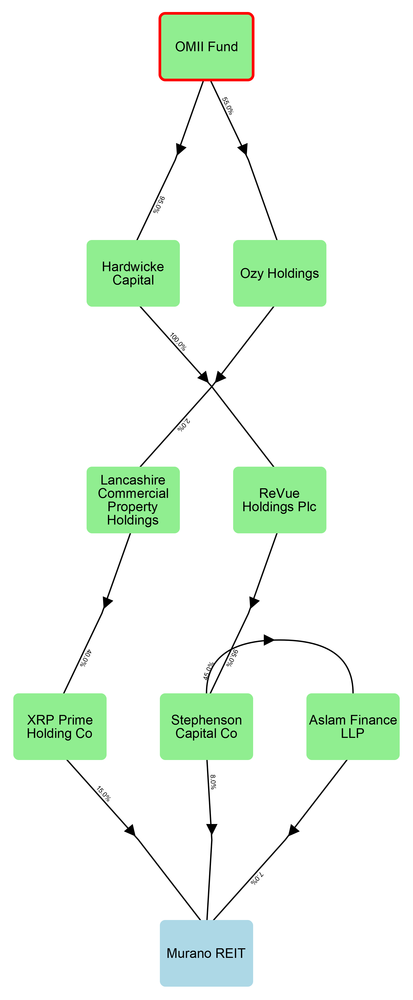 OMII Fund
55.0%
95.0%
Hardwicke
Capital
Ozy Holdings
100.0%
2.0%
Lancashire
Commercial
Property
Holdings
ReVue
Holdings Plc
40.0%
95.0%
45.0%
XRP Prime
Holding Co
Stephenson
Capital Co
Aslam Finance
LLP
8.0%
15.0%
7.0%
Murano REIT